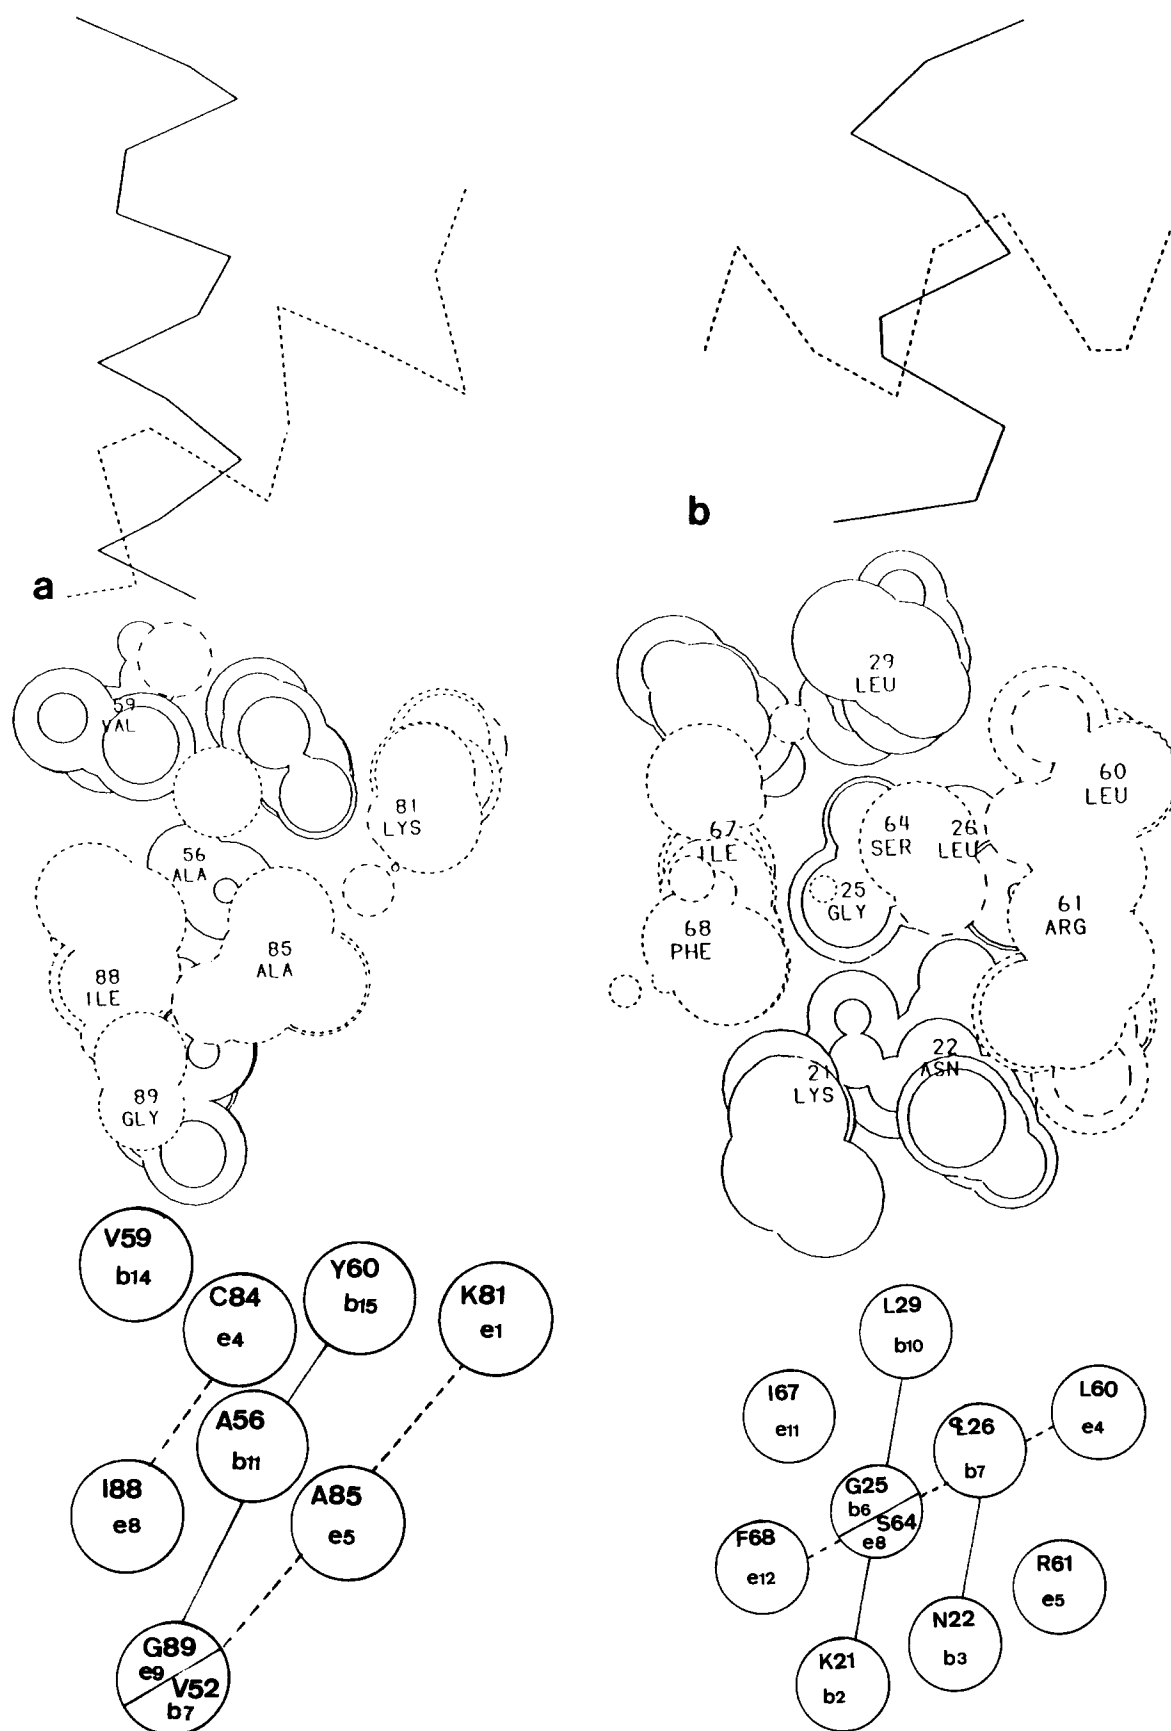 b
a
59
VAL
81
LYS
56
ALA
85
ALA
88
ILE
89
GLY
29
LEU
60
LEU
67
ILE
64
SER
26
LEU
25
GLY
61
ARG
68
PHE
22
ASN
21
LYS
V59
b14
C84
e4
Y60
b15
K81
e1
A56
b11
I88
e8
A85
e5
G89
e9
V52
b7
L29
b10
I67
e11
L26
b7
L60
e4
G25
b6
S64
e8
F68
e12
R61
e5
N22
b3
K21
b2